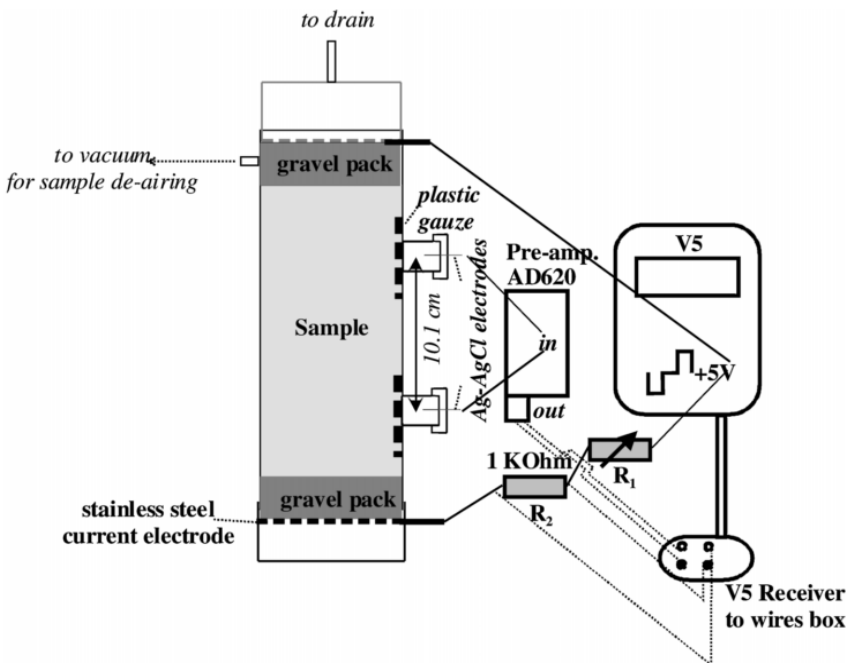 to drain
to vacuum
for sample de-airing
gravel pack
plastic
gauze
V5
Pre-amp.
AD620
Sample
10.1 cm
Ag-AgCl electrodes
in
+5V
out
1 KOhm
R1
gravel pack
R2
stainless steel
current electrode
V5 Receiver
to wires box